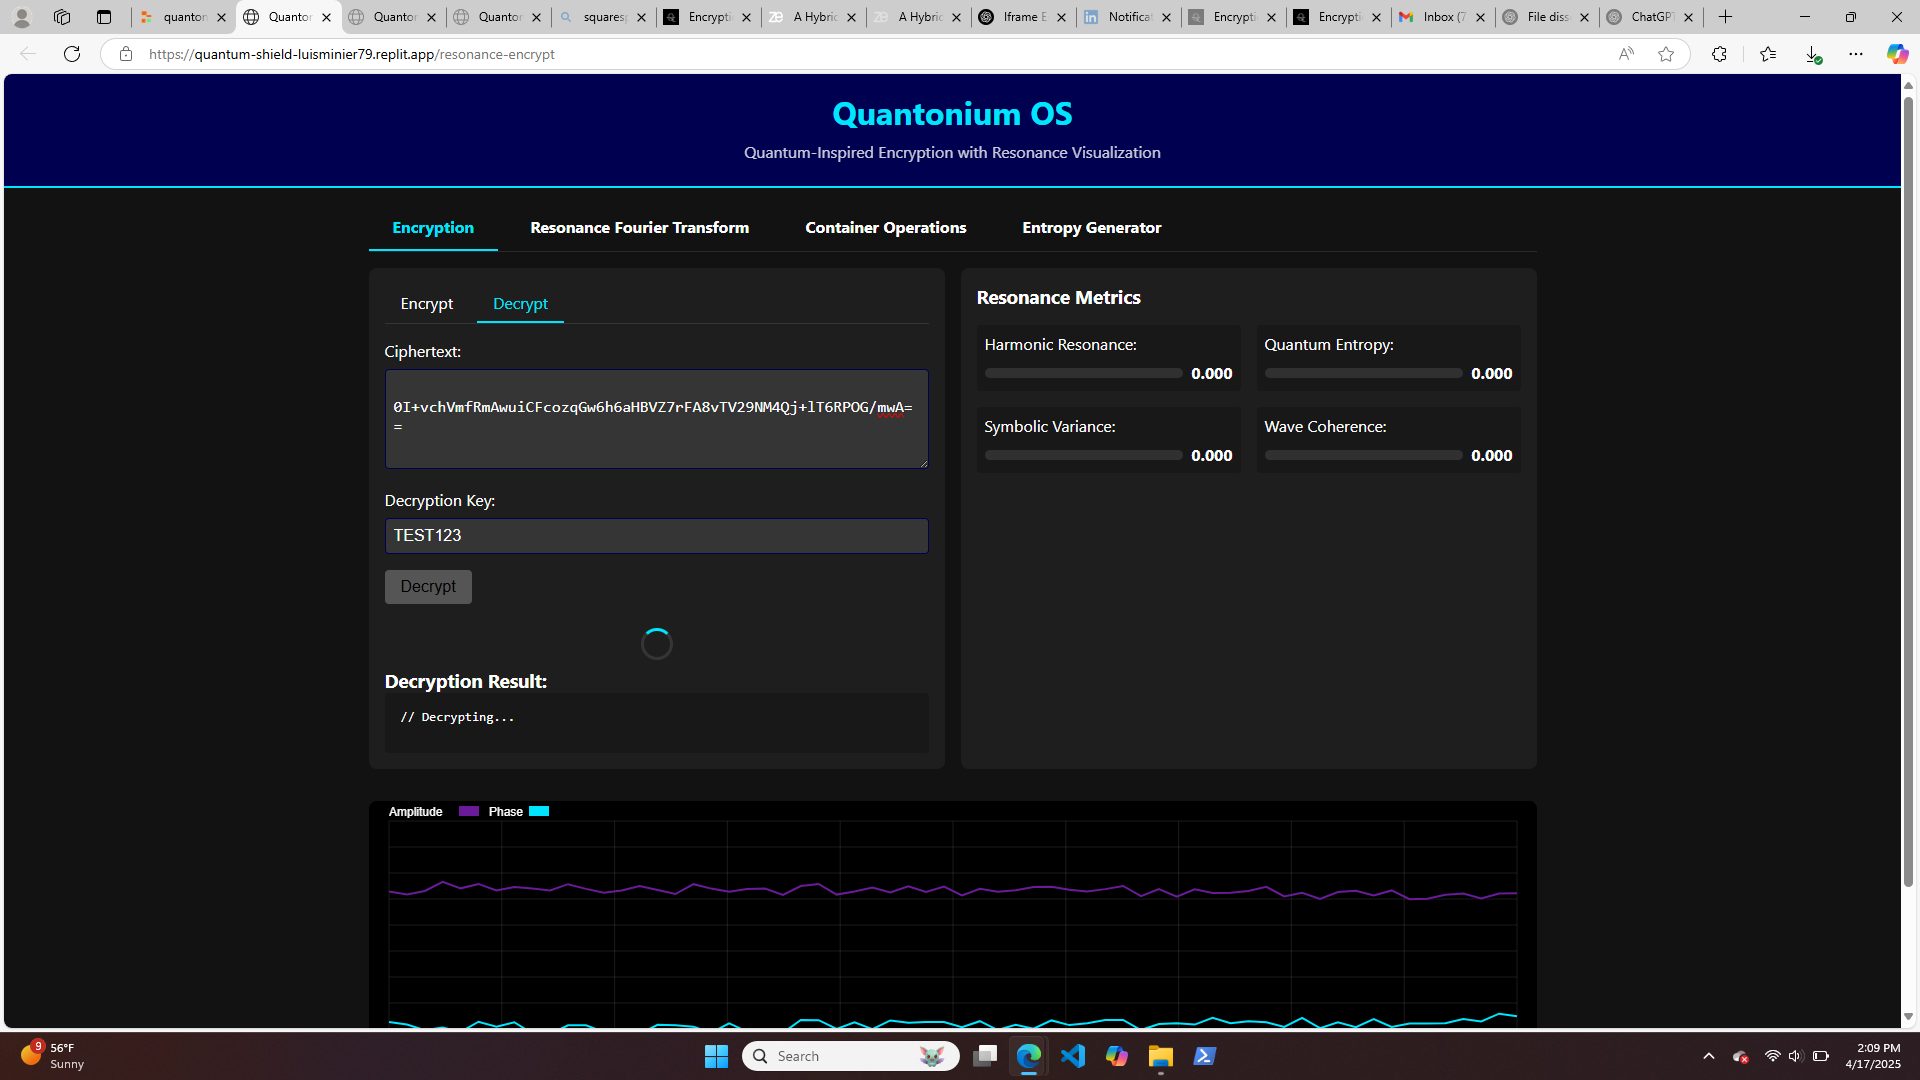 quanton
Quantor
Quantor
Quantor
squares
Encrypti
A Hybric
A Hybric
Iframe E
Notificat
Encrypti
Encrypti
Inbox (7
File diss
ChatGPT
https://quantum-shield-luisminier79.replit.app/resonance-encrypt
Quantonium OS
Quantum-Inspired Encryption with Resonance Visualization
Encryption Resonance Fourier Transform Container Operations Entropy Generator
Encrypt Decrypt
Ciphertext:
0I+vchVmfRmAwuiCFcozqGw6h6aHBVZ7rFA8vTV29NM4Qj+lT6RPOG/mwA=
=
Decryption Key:
TEST123
Decrypt
Decryption Result:
// Decrypting...
Resonance Metrics
Harmonic Resonance:
0.000
Quantum Entropy:
0.000
Symbolic Variance:
0.000
Wave Coherence:
0.000
Amplitude Phase
9
56°F
Sunny
Search
2:09 PM
4/17/2025